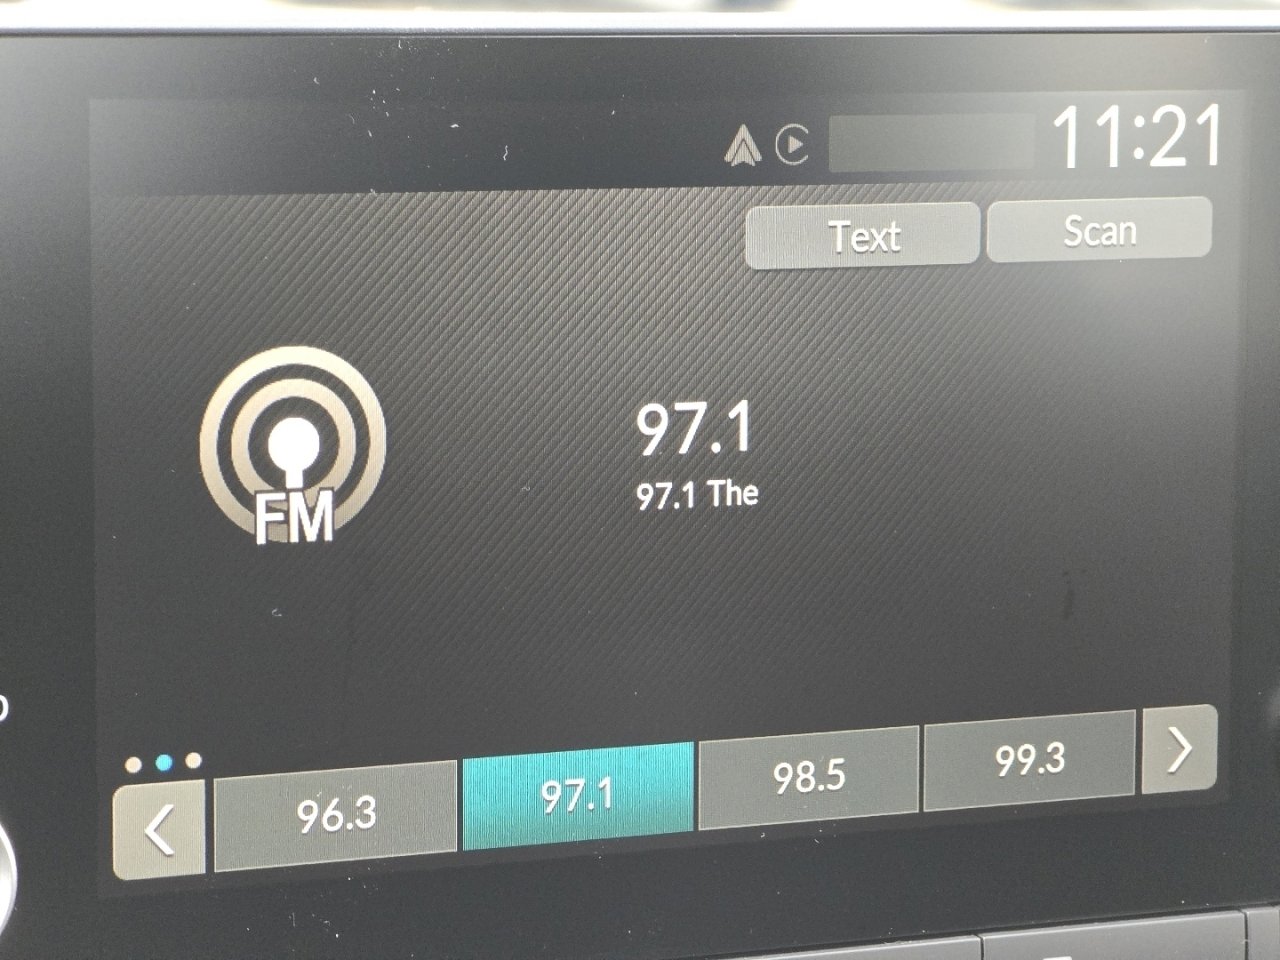 11:21
Text Scan
FM
97.1
97.1 The
96.3 97.1 98.5 99.3